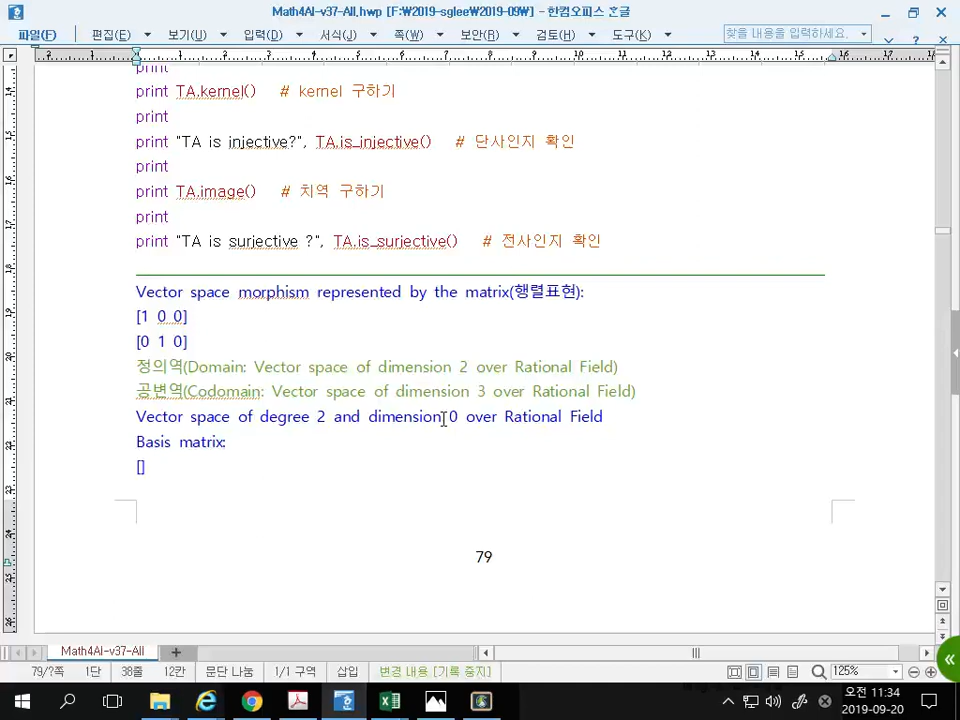 Math4AI-v37-All.hwp [F:₩2019-sglee₩2019-09₩] - 한컴오피스 한글
파일(F) 편집(E) 보기(U) 입력(D) 서식(J) 쪽(W) 보안(R) 검토(H) 도구(K) 찾을 내용을 입력하세요.
print
print TA.kernel() # kernel 구하기
print
print "TA is injective?", TA.is_injective() # 단사인지 확인
print
print TA.image() # 치역 구하기
print
print "TA is surjective ?", TA.is_surjective() # 전사인지 확인
Vector space morphism represented by the matrix(행렬표현):
[1 0 0]
[0 1 0]
정의역(Domain: Vector space of dimension 2 over Rational Field)
공변역(Codomain: Vector space of dimension 3 over Rational Field)
Vector space of degree 2 and dimension 0 over Rational Field
Basis matrix:
[]
79
Math4AI-v37-All
79/?쪽 1단 38줄 12칸 문단 나눔 1/1 구역 삽입 변경 내용 [기록 중지] 125%
오전 11:34
2019-09-20